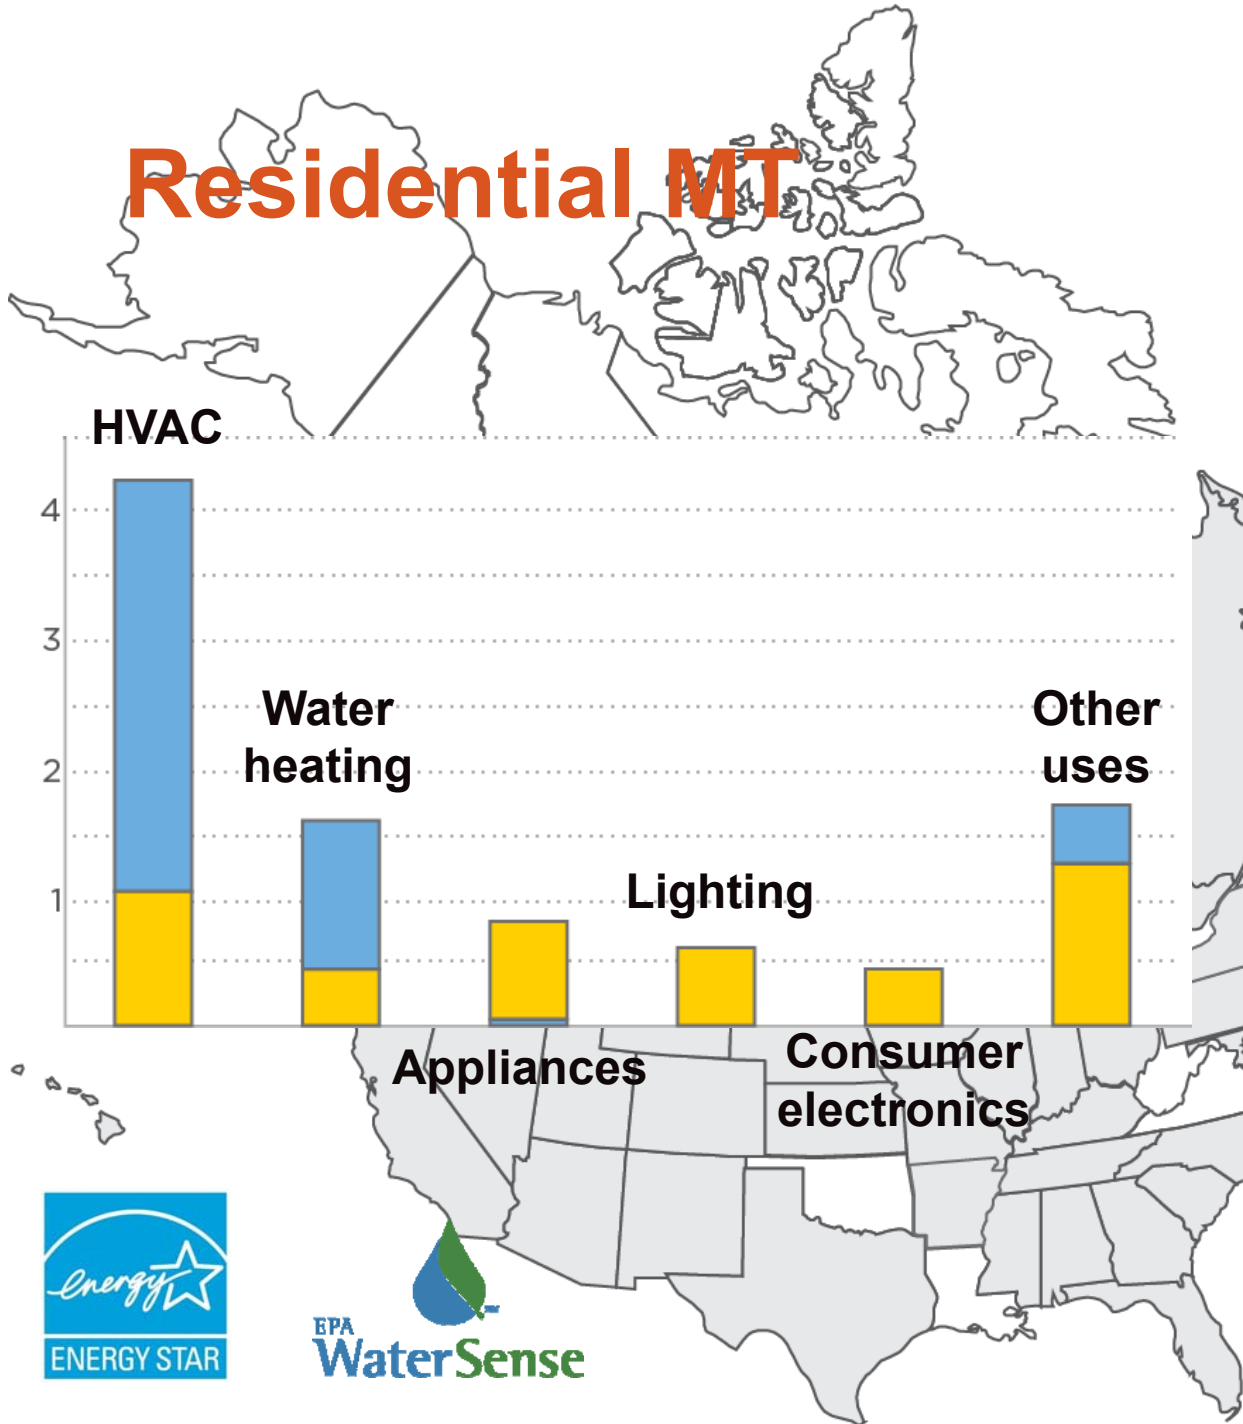 Residential MT
HVAC
4
3
Water
heating
Other
uses
2
Lighting
1
Appliances
Consumer
electronics
energy
ENERGY STAR
EPA
WaterSense